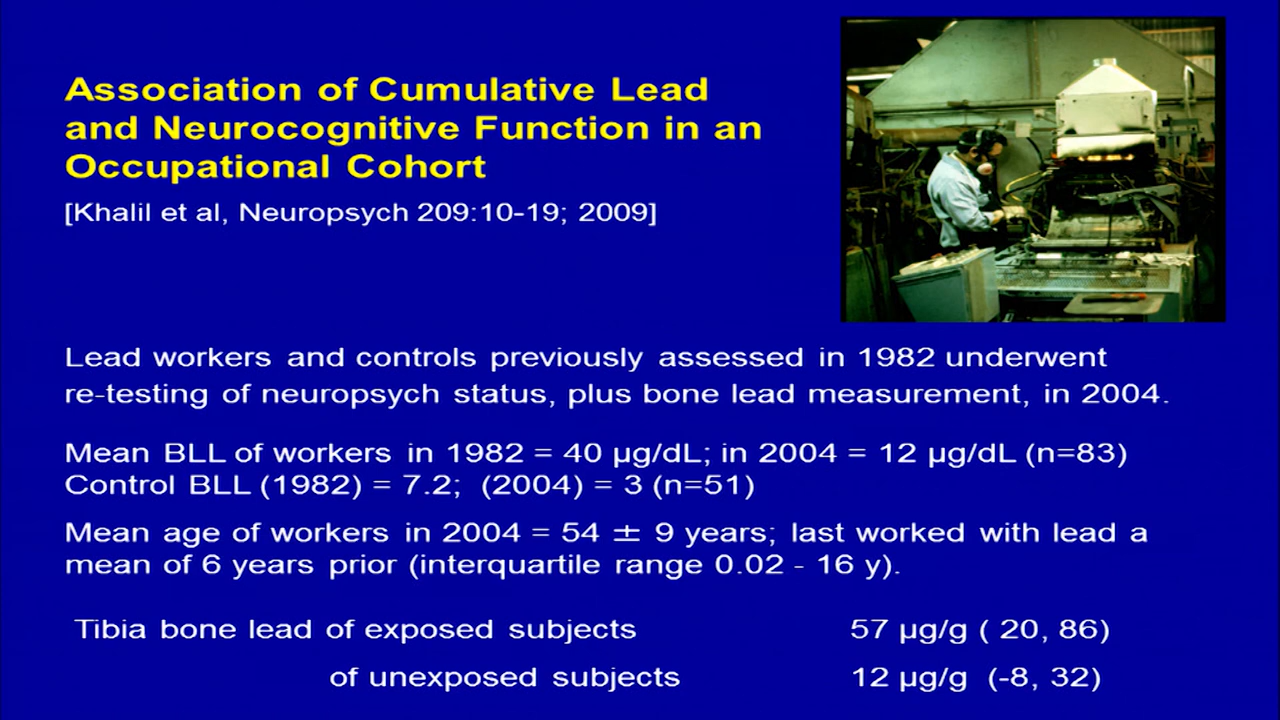 Association of Cumulative Lead
and Neurocognitive Function in an
Occupational Cohort
[Khalil et al, Neuropsych 209:10-19; 2009]
Lead workers and controls previously assessed in 1982 underwent
re-testing of neuropsych status, plus bone lead measurement, in 2004.
Mean BLL of workers in 1982 = 40 µg/dL; in 2004 = 12 µg/dL (n=83)
Control BLL (1982) = 7.2; (2004) = 3 (n=51)
Mean age of workers in 2004 = 54 ± 9 years; last worked with lead a
mean of 6 years prior (interquartile range 0.02 - 16 y).
Tibia bone lead of exposed subjects 57 µg/g ( 20, 86)
of unexposed subjects 12 µg/g (-8, 32)